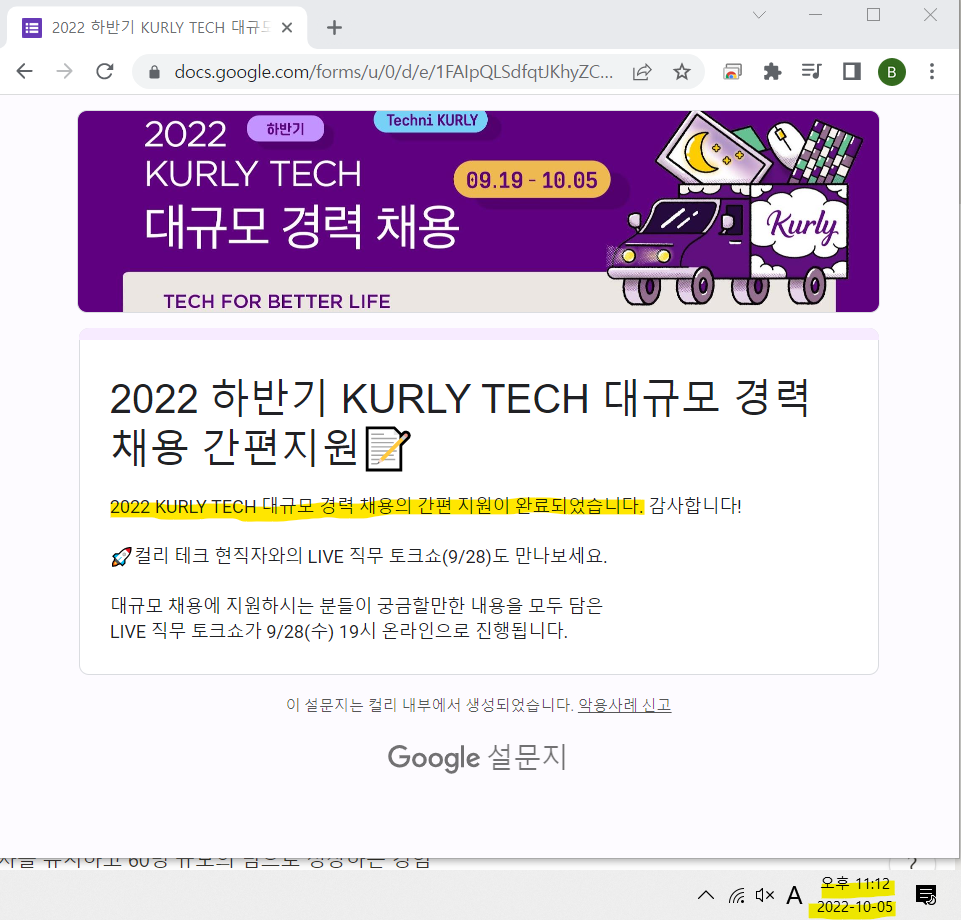 2022 하반기 KURLY TECH 대규모
docs.google.com/forms/u/0/d/e/1FAIpQLSdfqtJKhyZC...
B
2022 하반기 Techni KURLY
KURLY TECH
09.19 - 10.05
대규모 경력 채용
Kurly
TECH FOR BETTER LIFE
2022 하반기 KURLY TECH 대규모 경력
채용 간편지원📝
2022 KURLY TECH 대규모 경력 채용의 간편 지원이 완료되었습니다. 감사합니다!
🚀컬리 테크 현직자와의 LIVE 직무 토크쇼(9/28)도 만나보세요.
대규모 채용에 지원하시는 분들이 궁금할만한 내용을 모두 담은
LIVE 직무 토크쇼가 9/28(수) 19시 온라인으로 진행됩니다.
이 설문지는 컬리 내부에서 생성되었습니다. 악용사례 신고
Google 설문지
A 오후 11:12
2022-10-05